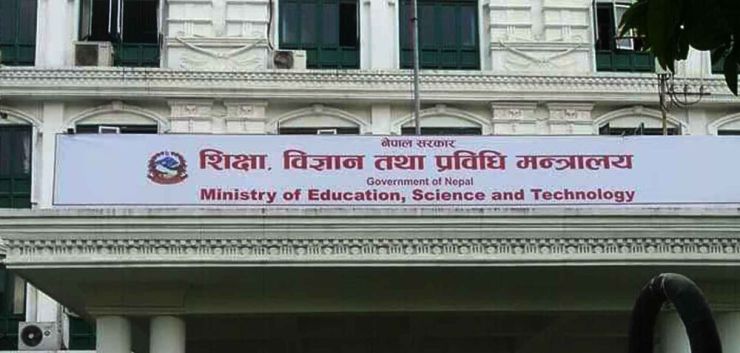 नेपाल सरकार
शिक्षा, विज्ञान तथा प्रविधि मन्त्रालय
Government of Nepal
Ministry of Education, Science and Technology